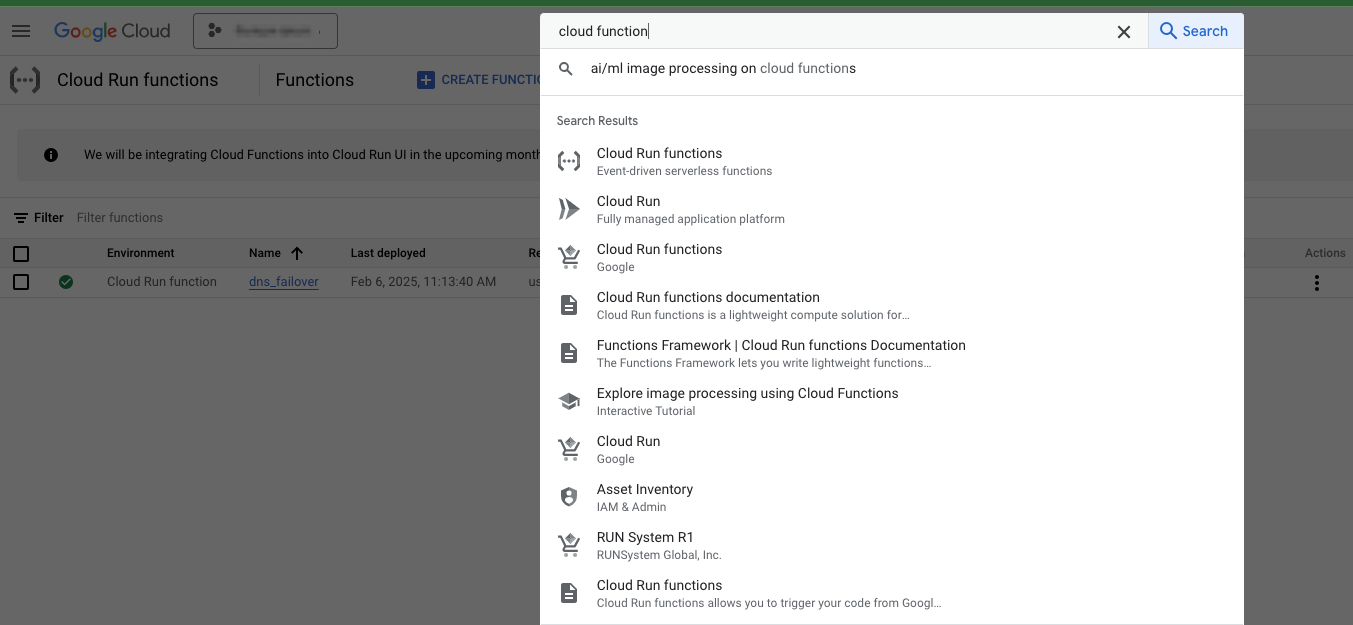 Google Cloud
cloud function
Search
Cloud Run functions
Functions
CREATE FUNCTIO
ai/ml image processing on cloud functions
We will be integrating Cloud Functions into Cloud Run UI in the upcoming month
Search Results
Cloud Run functions
Event-driven serverless functions
Cloud Run
Fully managed application platform
Cloud Run functions
Google
Cloud Run functions documentation
Cloud Run functions is a lightweight compute solution for…
Functions Framework | Cloud Run functions Documentation
The Functions Framework lets you write lightweight functions…
Explore image processing using Cloud Functions
Interactive Tutorial
Cloud Run
Google
Asset Inventory
IAM & Admin
RUN System R1
RUNSystem Global, Inc.
Cloud Run functions
Cloud Run functions allows you to trigger your code from Googl…
Filter
Filter functions
Environment
Name
Last deployed
Re
Actions
Cloud Run function
dns_failover
Feb 6, 2025, 11:13:40 AM
us